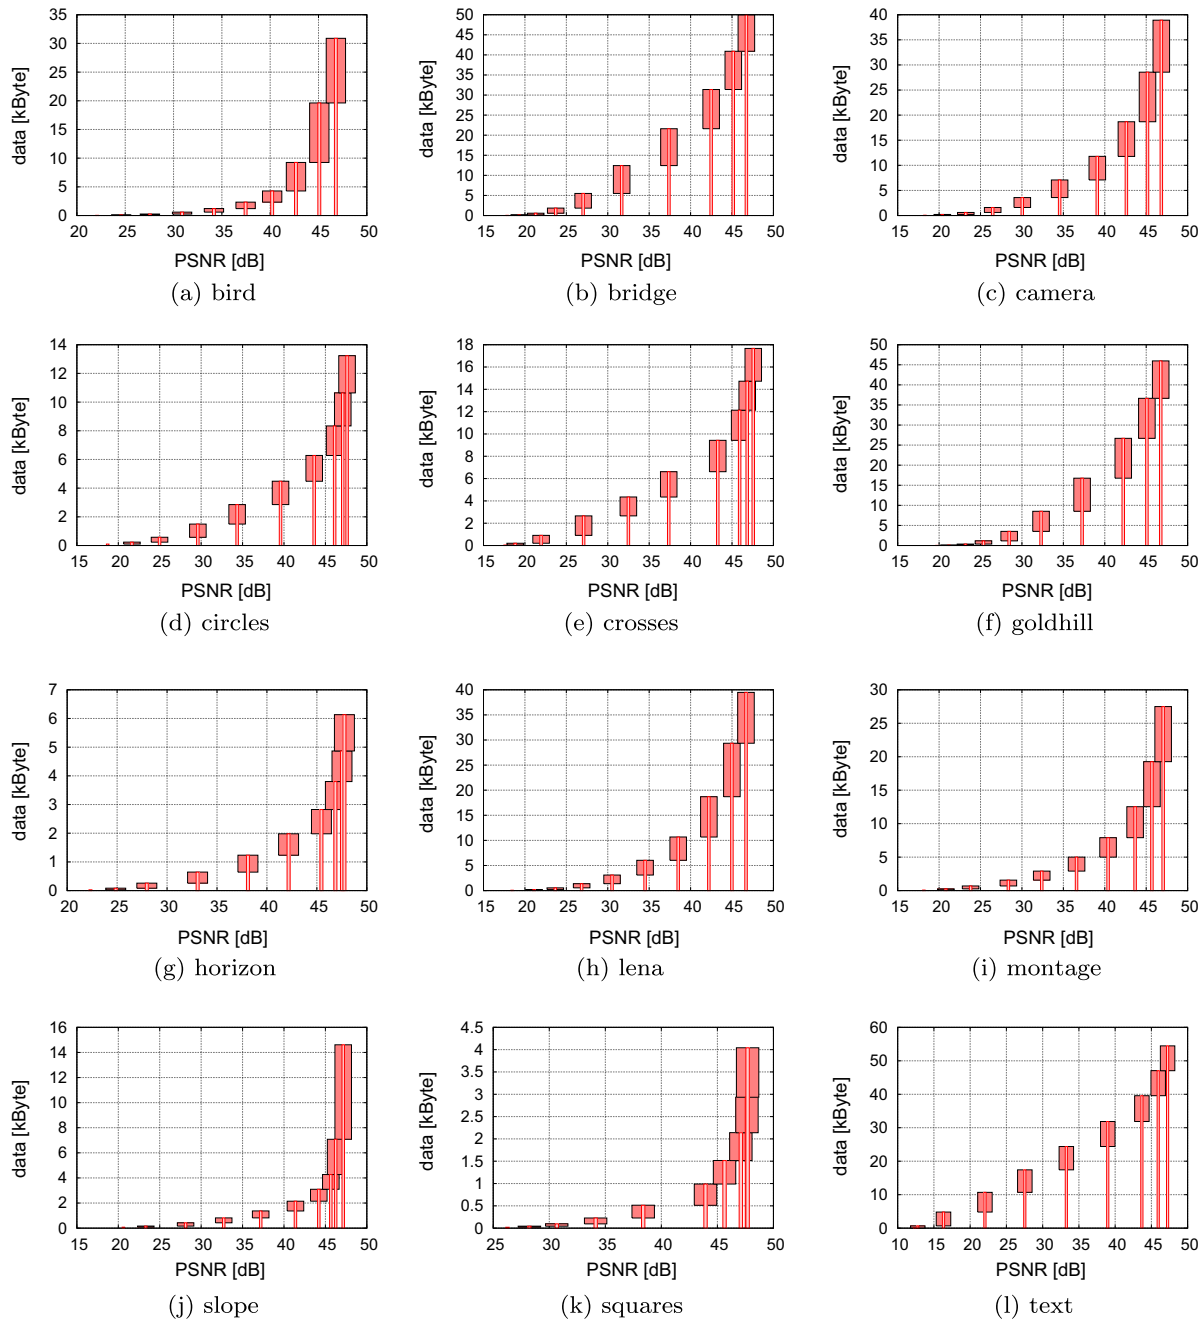 35
30
25
20
15
10
5
0
data [kByte]
20 25 30 35 40 45 50
PSNR [dB]
(a) bird
50
45
40
35
30
25
20
15
10
5
0
data [kByte]
15 20 25 30 35 40 45 50
PSNR [dB]
(b) bridge
40
35
30
25
20
15
10
5
0
data [kByte]
15 20 25 30 35 40 45 50
PSNR [dB]
(c) camera
14
12
10
8
6
4
2
0
data [kByte]
15 20 25 30 35 40 45 50
PSNR [dB]
(d) circles
18
16
14
12
10
8
6
4
2
0
data [kByte]
15 20 25 30 35 40 45 50
PSNR [dB]
(e) crosses
50
45
40
35
30
25
20
15
10
5
0
data [kByte]
15 20 25 30 35 40 45 50
PSNR [dB]
(f) goldhill
7
6
5
4
3
2
1
0
data [kByte]
20 25 30 35 40 45 50
PSNR [dB]
(g) horizon
40
35
30
25
20
15
10
5
0
data [kByte]
15 20 25 30 35 40 45 50
PSNR [dB]
(h) lena
30
25
20
15
10
5
0
data [kByte]
15 20 25 30 35 40 45 50
PSNR [dB]
(i) montage
16
14
12
10
8
6
4
2
0
data [kByte]
15 20 25 30 35 40 45 50
PSNR [dB]
(j) slope
4.5
4
3.5
3
2.5
2
1.5
1
0.5
0
data [kByte]
25 30 35 40 45 50
PSNR [dB]
(k) squares
60
50
40
30
20
10
0
data [kByte]
10 15 20 25 30 35 40 45 50
PSNR [dB]
(l) text